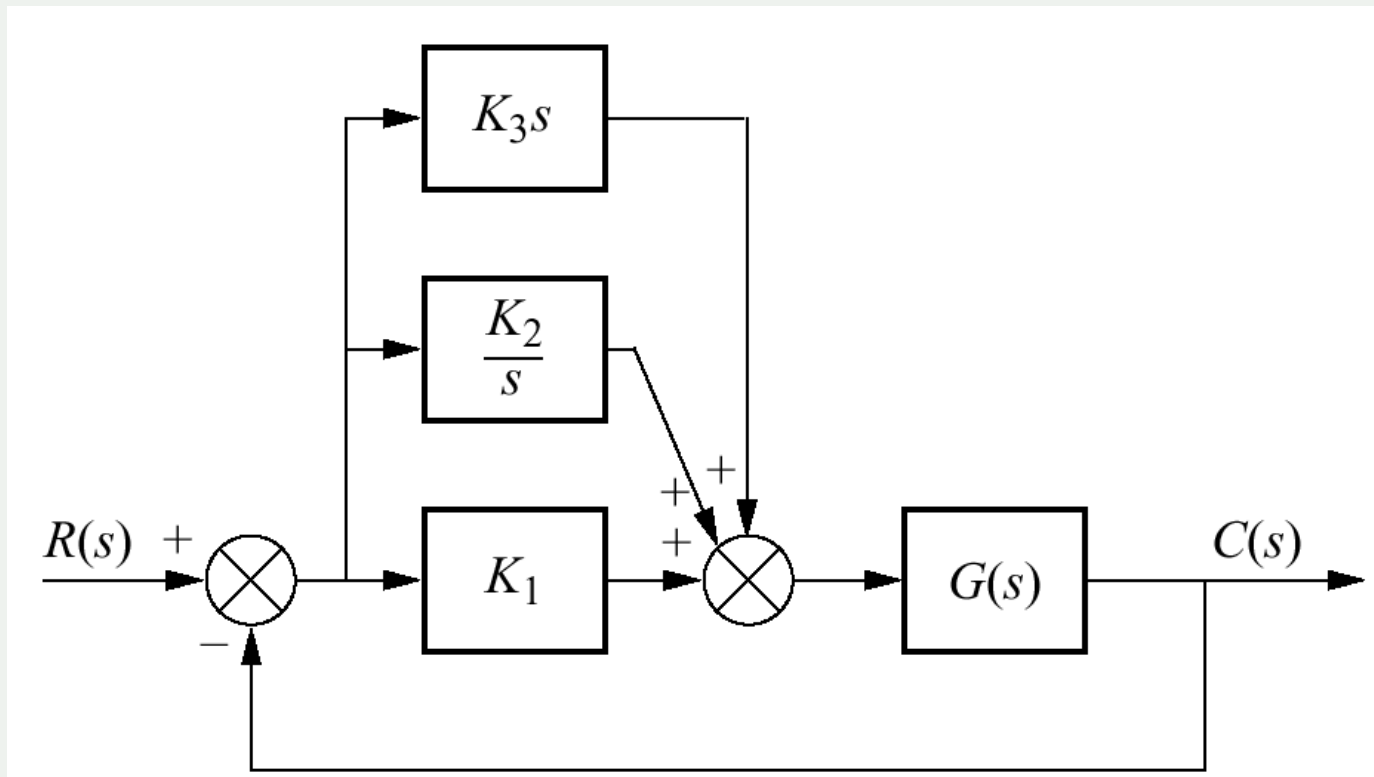 K₃s
K₂
s
+
+
R(s) +
K₁
+
G(s)
C(s)
−